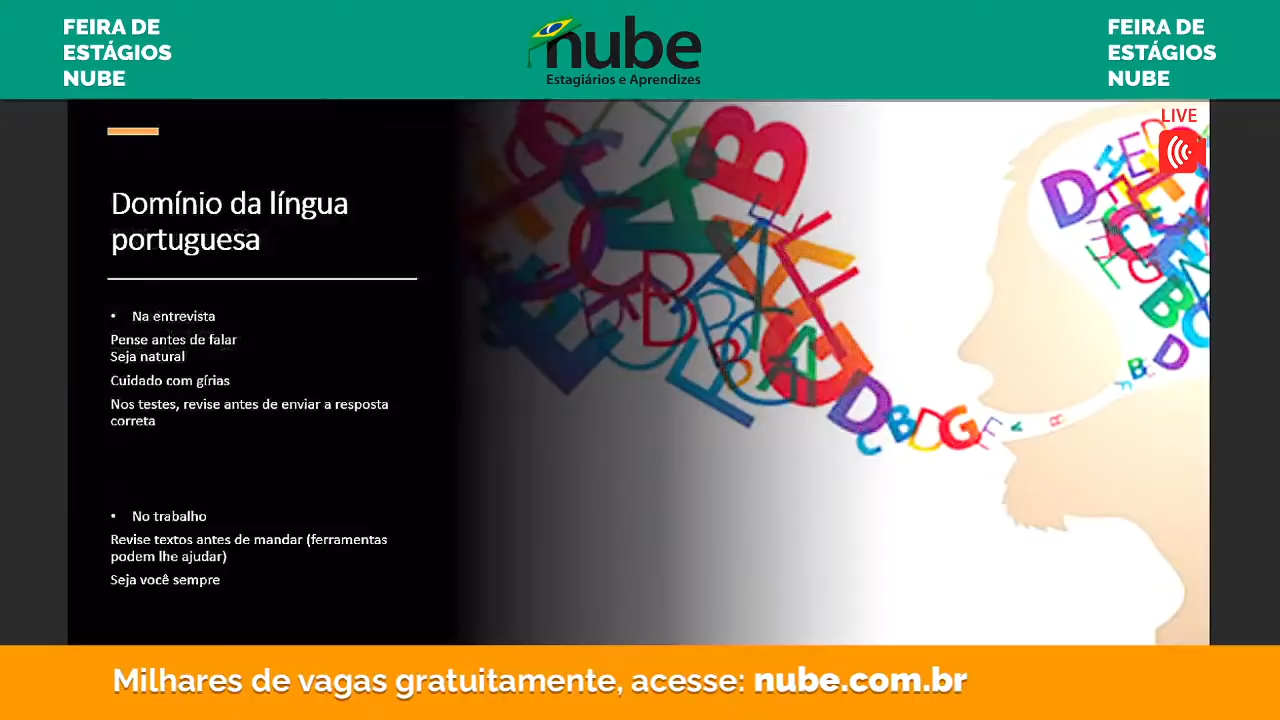 FEIRA DE
ESTÁGIOS
NUBE
nube
Estagiários e Aprendizes
FEIRA DE
ESTÁGIOS
NUBE
LIVE
Domínio da língua
portuguesa
• Na entrevista
Pense antes de falar
Seja natural
Cuidado com gírias
Nos testes, revise antes de enviar a resposta
correta
• No trabalho
Revise textos antes de mandar (ferramentas
podem lhe ajudar)
Seja você sempre
Milhares de vagas gratuitamente, acesse: nube.com.br